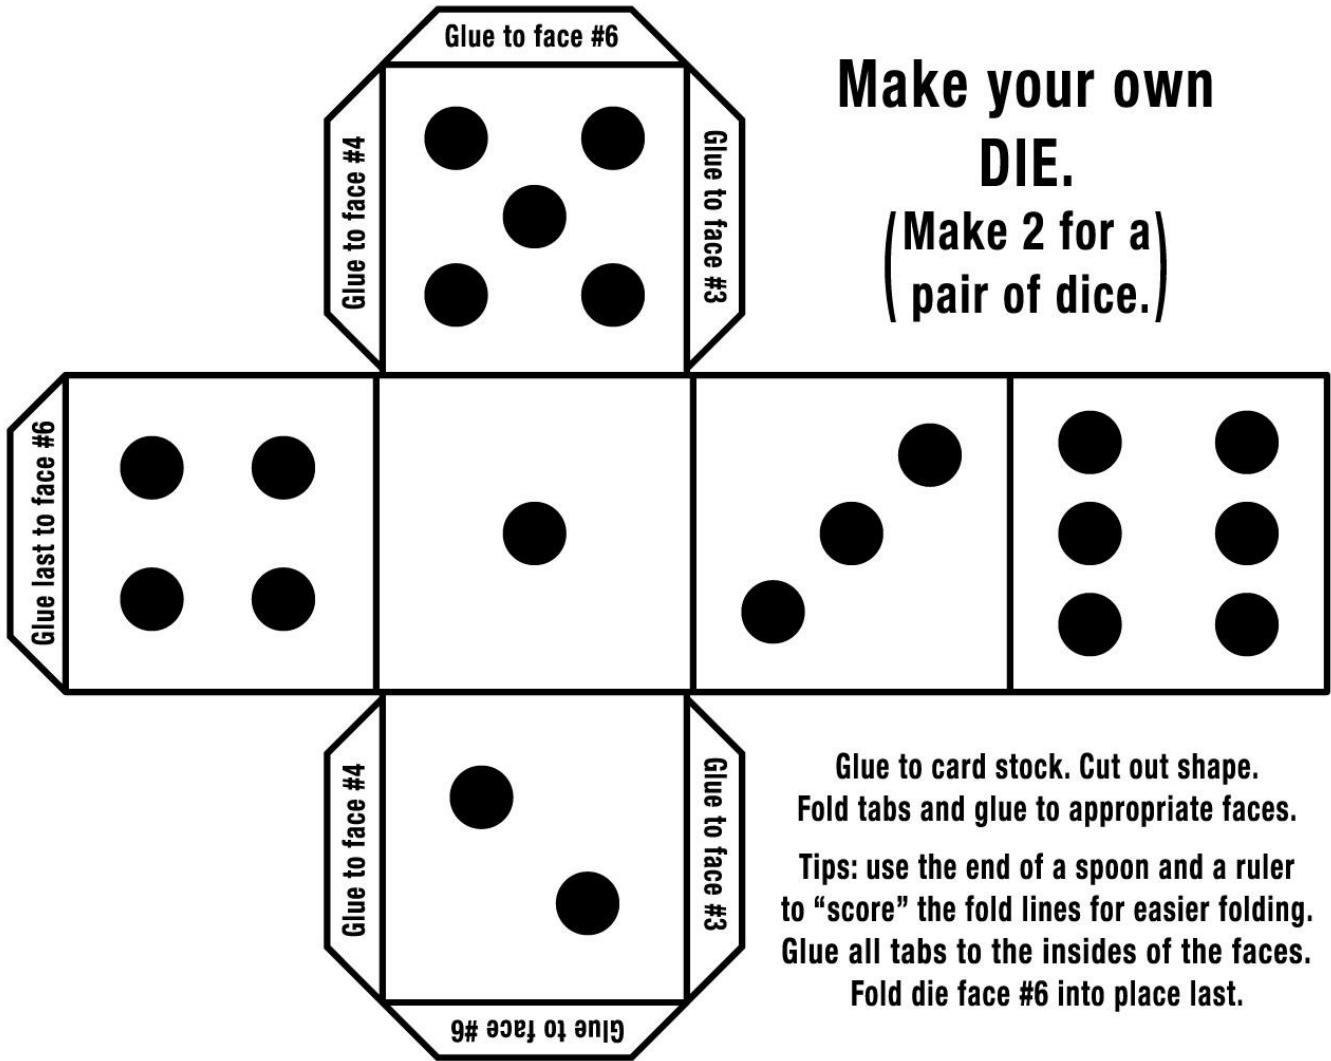 Glue to face #6
Glue to face #4
Glue to face #3
Make your own
DIE.
(Make 2 for a
pair of dice.)
Glue last to face #6
Glue to face #4
Glue to face #3
Glue to face #6
Glue to card stock. Cut out shape.
Fold tabs and glue to appropriate faces.
Tips: use the end of a spoon and a ruler
to “score” the fold lines for easier folding.
Glue all tabs to the insides of the faces.
Fold die face #6 into place last.